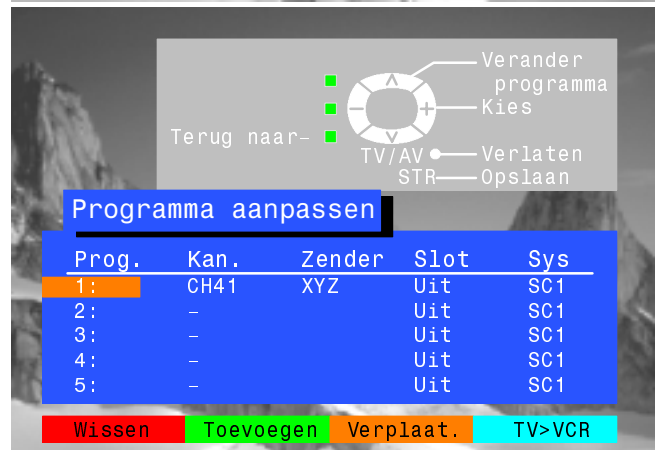 Verander
programma
Kies
Terug naar–
TV/AV
Verlaten
STR
Opslaan
Programma aanpassen
Prog. Kan. Zender Slot Sys
1: CH41 XYZ Uit SC1
2: – Uit SC1
3: – Uit SC1
4: – Uit SC1
5: – Uit SC1
Wissen Toevoegen Verplaat. TV>VCR